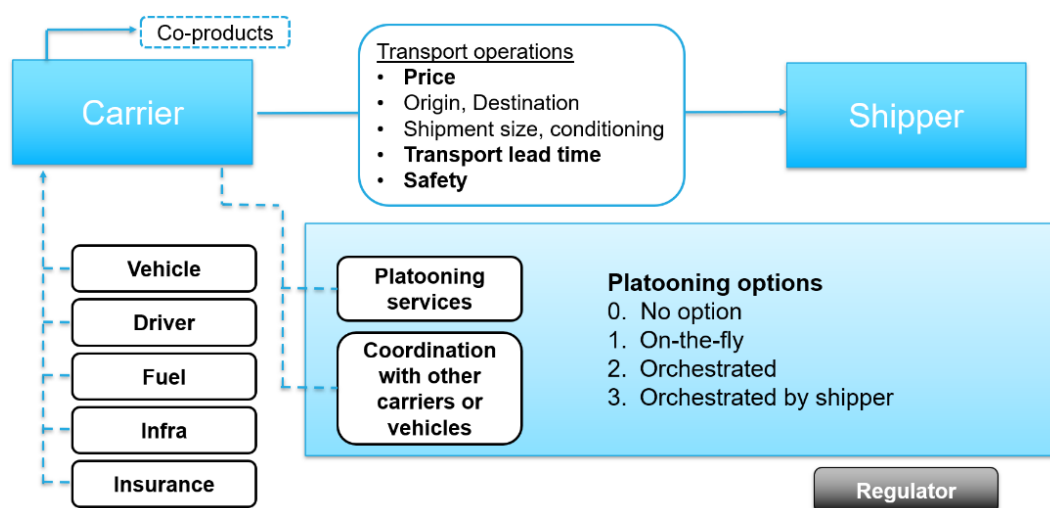 Co-products
Carrier
Transport operations
• Price
• Origin, Destination
• Shipment size, conditioning
• Transport lead time
• Safety
Shipper
Vehicle
Driver
Fuel
Infra
Insurance
Platooning
services
Coordination
with other
carriers or
vehicles
Platooning options
0. No option
1. On-the-fly
2. Orchestrated
3. Orchestrated by shipper
Regulator